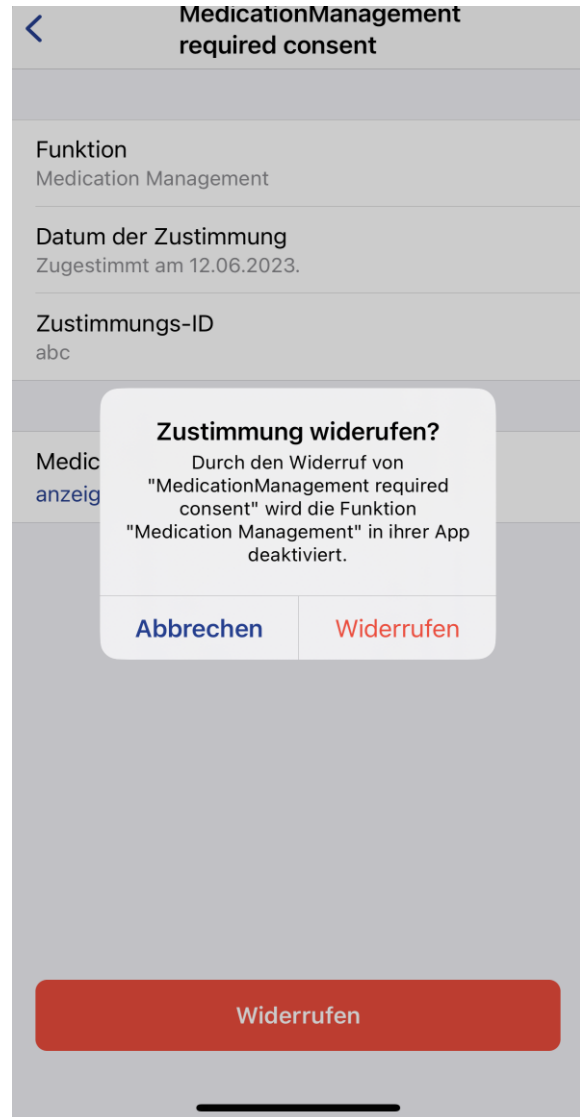 MedicationManagement
required consent
Funktion
Medication Management
Datum der Zustimmung
Zugestimmt am 12.06.2023.
Zustimmungs-ID
abc
Zustimmung widerufen?
Durch den Widerruf von
"MedicationManagement required
consent" wird die Funktion
"Medication Management" in ihrer App
deaktiviert.
Medic
anzeig
Abbrechen
Widerrufen
Widerrufen